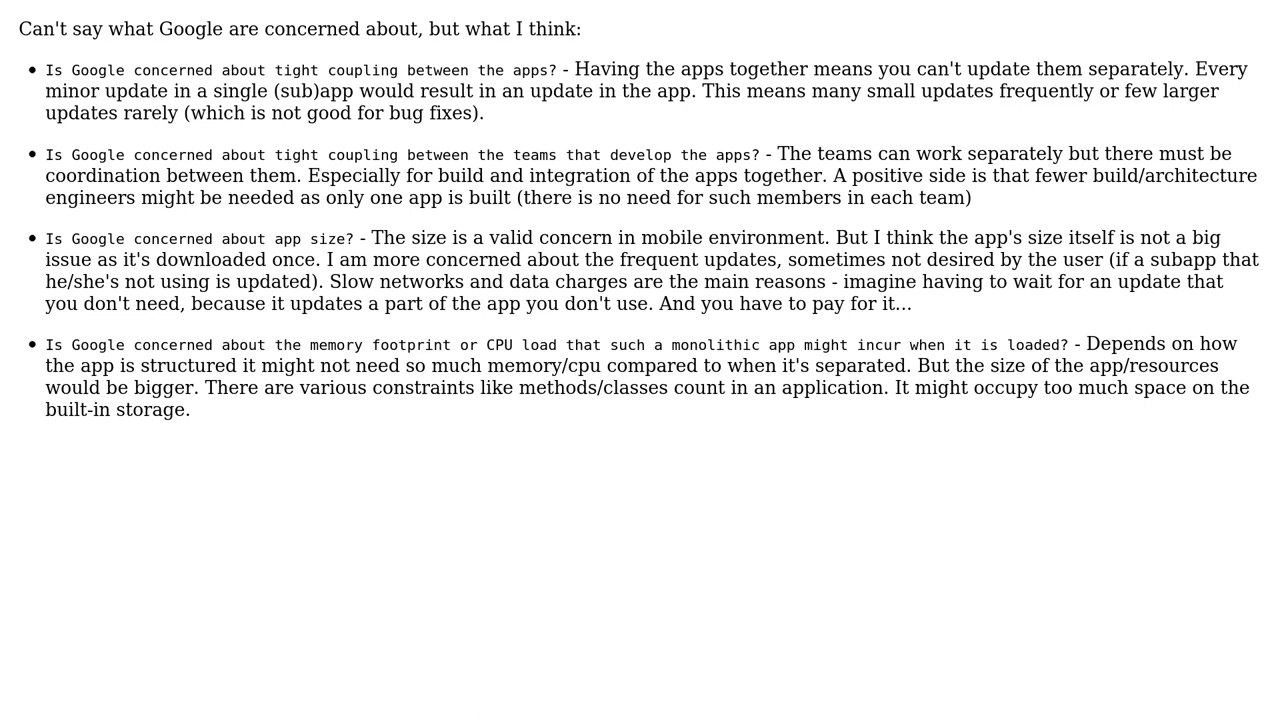 Can't say what Google are concerned about, but what I think:
• Is Google concerned about tight coupling between the apps? - Having the apps together means you can't update them separately. Every
minor update in a single (sub)app would result in an update in the app. This means many small updates frequently or few larger
updates rarely (which is not good for bug fixes).
• Is Google concerned about tight coupling between the teams that develop the apps? - The teams can work separately but there must be
coordination between them. Especially for build and integration of the apps together. A positive side is that fewer build/architecture
engineers might be needed as only one app is built (there is no need for such members in each team)
• Is Google concerned about app size? - The size is a valid concern in mobile environment. But I think the app's size itself is not a big
issue as it's downloaded once. I am more concerned about the frequent updates, sometimes not desired by the user (if a subapp that
he/she's not using is updated). Slow networks and data charges are the main reasons - imagine having to wait for an update that
you don't need, because it updates a part of the app you don't use. And you have to pay for it...
• Is Google concerned about the memory footprint or CPU load that such a monolithic app might incur when it is loaded? - Depends on how
the app is structured it might not need so much memory/cpu compared to when it's separated. But the size of the app/resources
would be bigger. There are various constraints like methods/classes count in an application. It might occupy too much space on the
built-in storage.